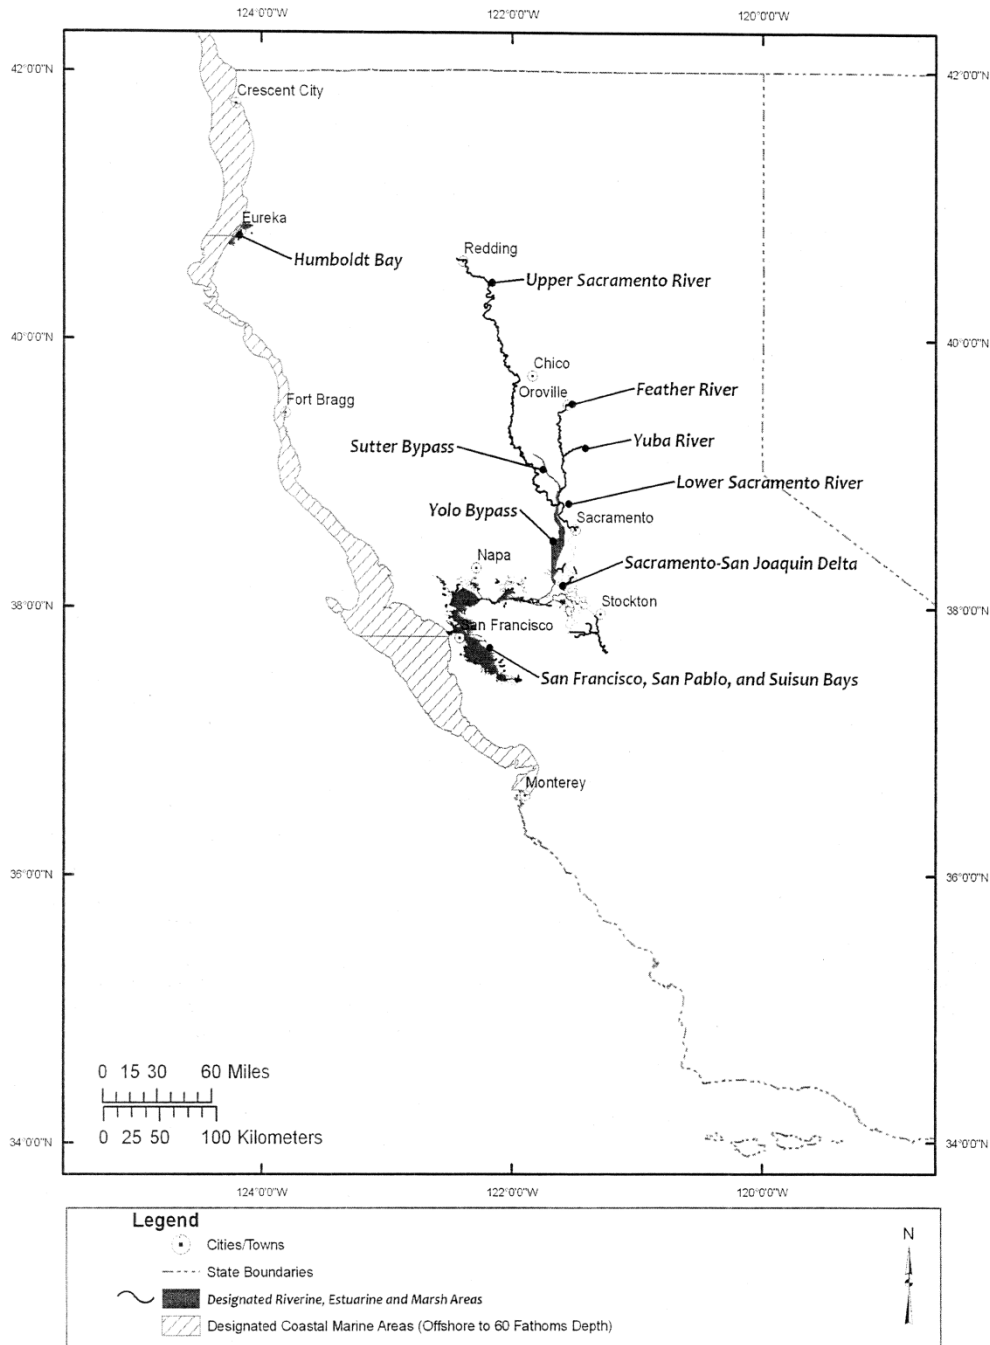 124°0'0"W 122°0'0"W 120°0'0"W
42°0'0"N 42°0'0"N
Crescent City
Eureka
Humboldt Bay
Redding
Upper Sacramento River
40°0'0"N 40°0'0"N
Chico
Oroville
Feather River
Fort Bragg
Yuba River
Sutter Bypass
Lower Sacramento River
Yolo Bypass
Sacramento
Napa
Sacramento-San Joaquin Delta
38°0'0"N 38°0'0"N
Stockton
San Francisco
San Francisco, San Pablo, and Suisun Bays
Monterey
36°0'0"N 36°0'0"N
0 15 30 60 Miles
0 25 50 100 Kilometers
34°0'0"N 34°0'0"N
124°0'0"W 122°0'0"W 120°0'0"W
Legend
Cities/Towns
State Boundaries
Designated Riverine, Estuarine and Marsh Areas
Designated Coastal Marine Areas (Offshore to 60 Fathoms Depth)
N